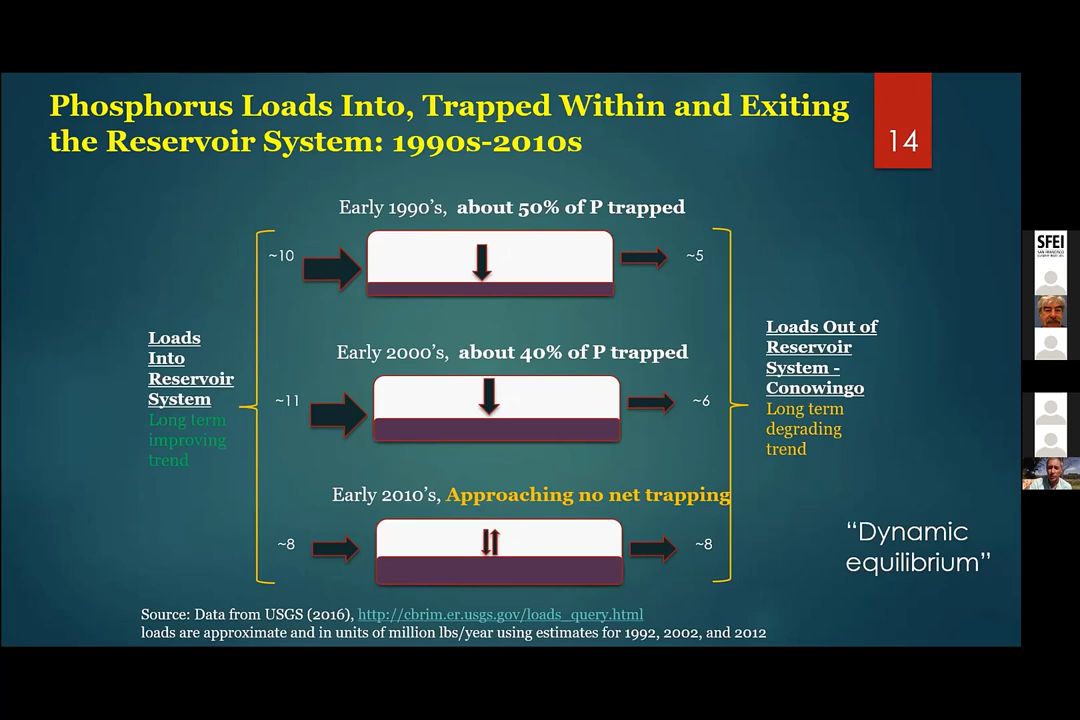 Phosphorus Loads Into, Trapped Within and Exiting
the Reservoir System: 1990s-2010s
14
Early 1990’s, about 50% of P trapped
~10
~5
Early 2000’s, about 40% of P trapped
~11
~6
Early 2010’s, Approaching no net trapping
~8
~8
Loads
Into
Reservoir
System
Long term
improving
trend
Loads Out of
Reservoir
System -
Conowingo
Long term
degrading
trend
“Dynamic
equilibrium”
Source: Data from USGS (2016), http://cbrim.er.usgs.gov/loads_query.html
loads are approximate and in units of million lbs/year using estimates for 1992, 2002, and 2012
SFEI